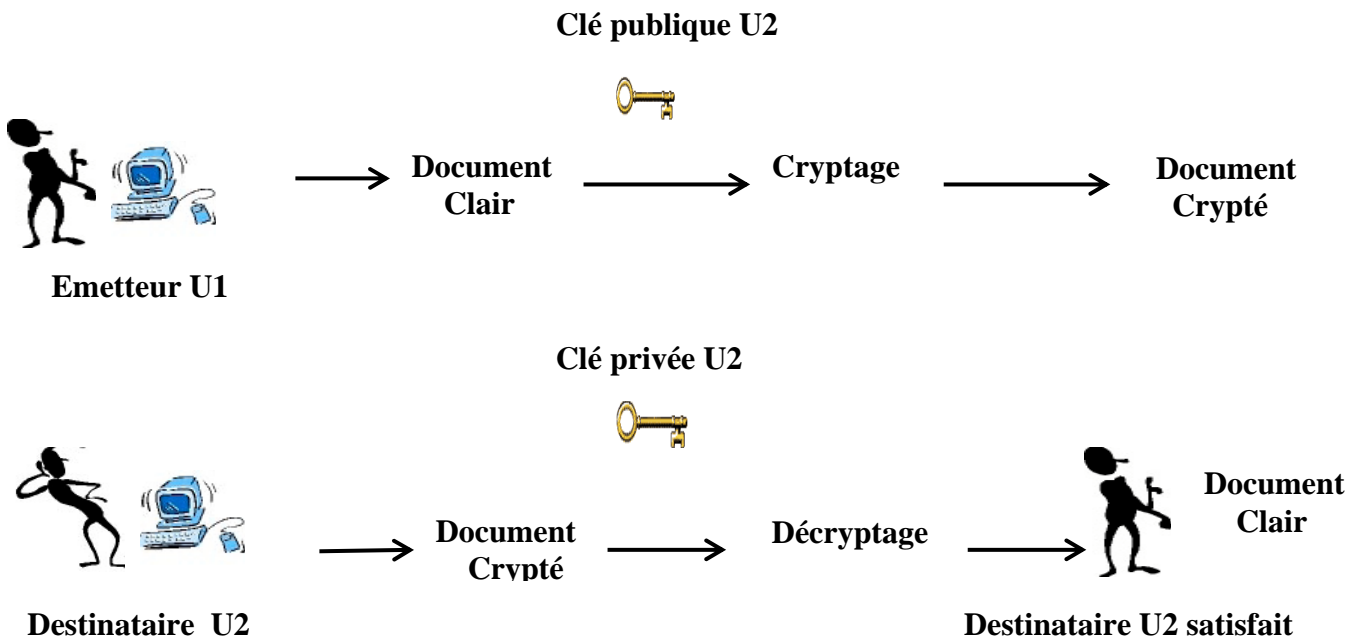 Clé publique U2
Document
Clair
Cryptage
Document
Crypté
Emetteur U1
Clé privée U2
Document
Crypté
Décryptage
Document
Clair
Destinataire U2
Destinataire U2 satisfait